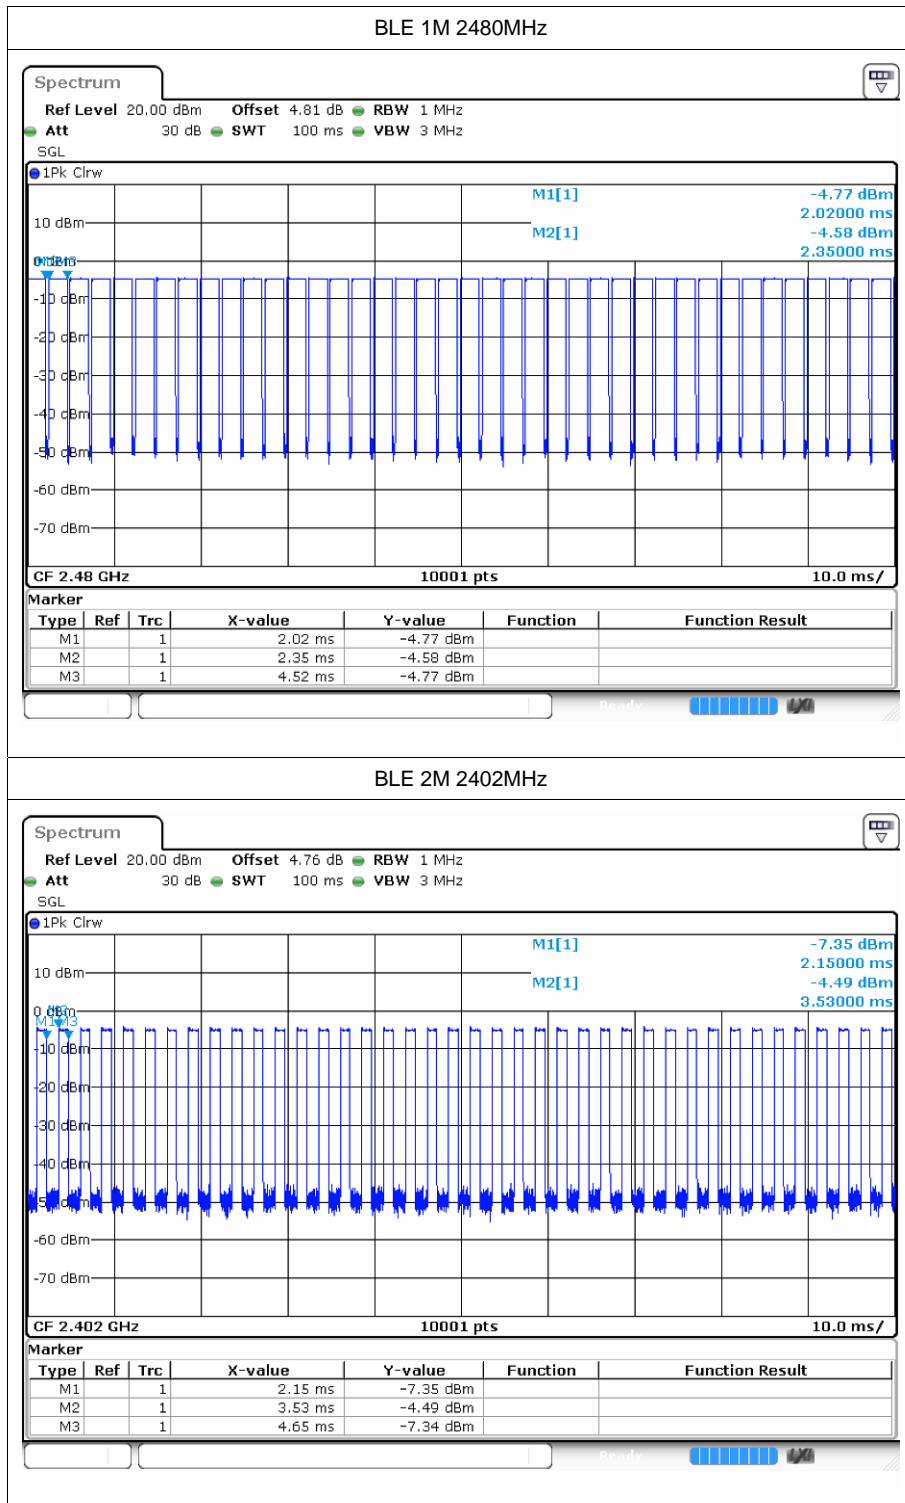 BLE 1M 2480MHz
Spectrum
Ref Level 20.00 dBm Offset 4.81 dB RBW 1 MHz
Att 30 dB SWT 100 ms VBW 3 MHz
SGL
1Pk Clrw
M1[1] -4.77 dBm
2.02000 ms
10 dBm
M2[1] -4.58 dBm
2.35000 ms
0 dBm
-10 dBm
-20 dBm
-30 dBm
-40 dBm
-50 dBm
-60 dBm
-70 dBm
CF 2.48 GHz 10001 pts 10.0 ms/
Marker
Type Ref Trc X-value Y-value Function Function Result
M1 1 2.02 ms -4.77 dBm
M2 1 2.35 ms -4.58 dBm
M3 1 4.52 ms -4.77 dBm
Ready LXI
BLE 2M 2402MHz
Spectrum
Ref Level 20.00 dBm Offset 4.76 dB RBW 1 MHz
Att 30 dB SWT 100 ms VBW 3 MHz
SGL
1Pk Clrw
M1[1] -7.35 dBm
2.15000 ms
10 dBm
M2[1] -4.49 dBm
3.53000 ms
0 dBm
M1 M3
-10 dBm
-20 dBm
-30 dBm
-40 dBm
-50 dBm
-60 dBm
-70 dBm
CF 2.402 GHz 10001 pts 10.0 ms/
Marker
Type Ref Trc X-value Y-value Function Function Result
M1 1 2.15 ms -7.35 dBm
M2 1 3.53 ms -4.49 dBm
M3 1 4.65 ms -7.34 dBm
Ready LXI